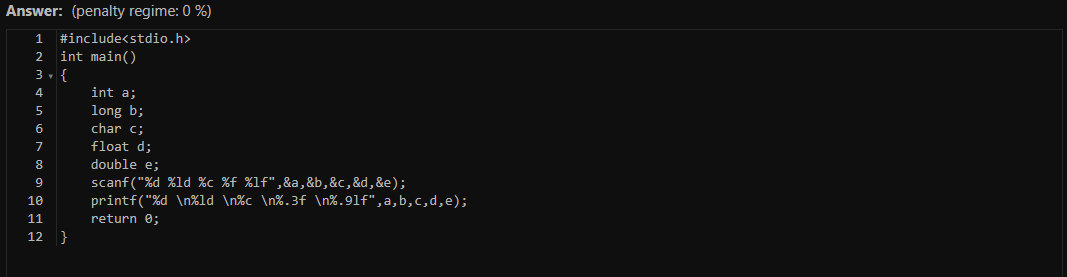 Answer: (penalty regime: 0 %)
1 #include<stdio.h>
2 int main()
3 {
4     int a;
5     long b;
6     char c;
7     float d;
8     double e;
9     scanf("%d %ld %c %f %lf",&a,&b,&c,&d,&e);
10     printf("%d \n%ld \n%c \n%.3f \n%.9lf",a,b,c,d,e);
11     return 0;
12 }